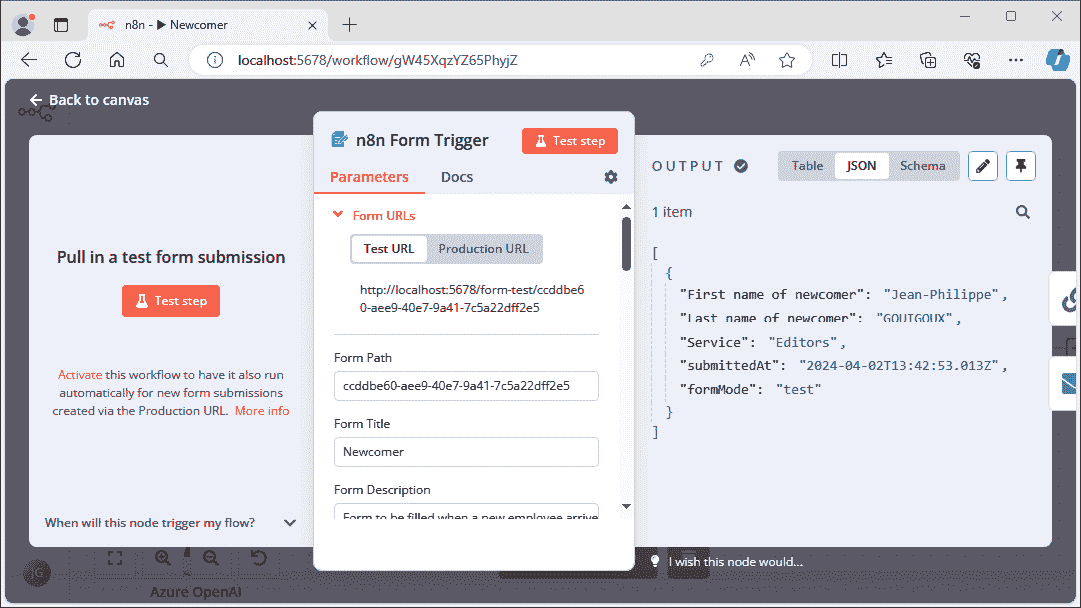 n8n - ▶ Newcomer
localhost:5678/workflow/gW45XqzYZ65PhyjZ
Back to canvas
Pull in a test form submission
Test step
Activate this workflow to have it also run
automatically for new form submissions
created via the Production URL. More info
When will this node trigger my flow?
n8n Form Trigger
Test step
Parameters
Docs
Form URLs
Test URL
Production URL
http://localhost:5678/form-test/ccddbe6
0-aee9-40e7-9a41-7c5a22dff2e5
Form Path
ccddbe60-aee9-40e7-9a41-7c5a22dff2e5
Form Title
Newcomer
Form Description
Form to be filled when a new employee arrive
OUTPUT
Table
JSON
Schema
1 item
[
{
"First name of newcomer": "Jean-Philippe",
"Last name of newcomer": "GOUIGOUX",
"Service": "Editors",
"submittedAt": "2024-04-02T13:42:53.013Z",
"formMode": "test"
}
]
I wish this node would...
JG
Azure OpenAI